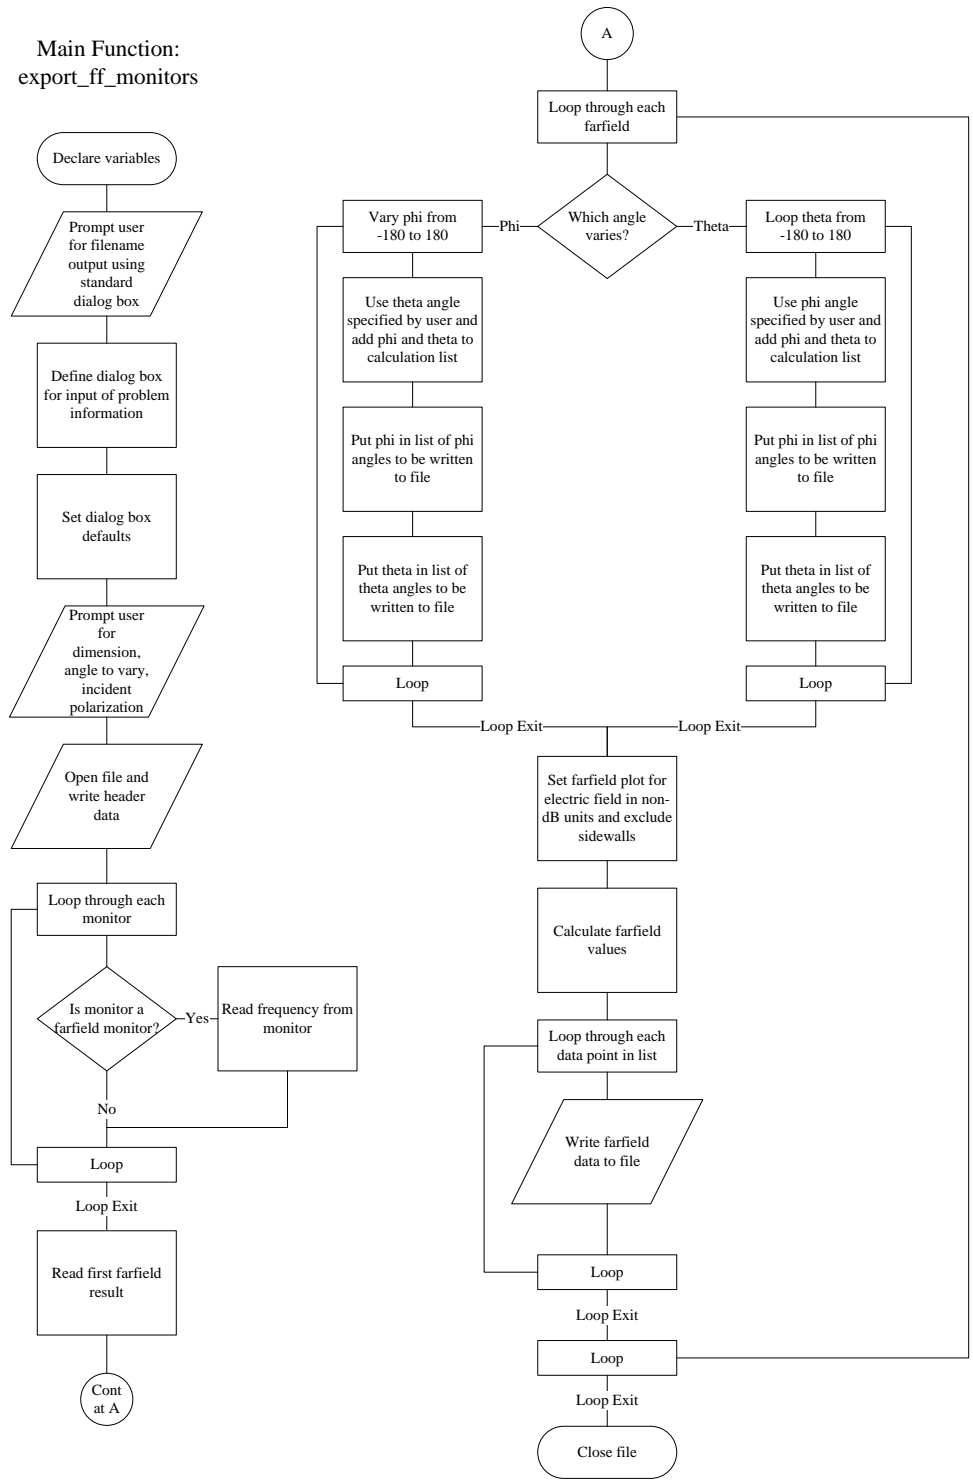 Main Function:
export_ff_monitors
Declare variables
Prompt user
for filename
output using
standard
dialog box
Define dialog box
for input of problem
information
Set dialog box
defaults
Prompt user
for
dimension,
angle to vary,
incident
polarization
Open file and
write header
data
Loop through each
monitor
Is monitor a
farfield monitor?
Yes
Read frequency from
monitor
No
Loop
Loop Exit
Read first farfield
result
Cont
at A
A
Loop through each
farfield
Which angle
varies?
Phi
Vary phi from
-180 to 180
Use theta angle
specified by user and
add phi and theta to
calculation list
Put phi in list of phi
angles to be written
to file
Put theta in list of
theta angles to be
written to file
Loop
Loop Exit
Theta
Loop theta from
-180 to 180
Use phi angle
specified by user and
add phi and theta to
calculation list
Put phi in list of phi
angles to be written
to file
Put theta in list of
theta angles to be
written to file
Loop
Loop Exit
Set farfield plot for
electric field in non-
dB units and exclude
sidewalls
Calculate farfield
values
Loop through each
data point in list
Write farfield
data to file
Loop
Loop Exit
Loop
Loop Exit
Close file